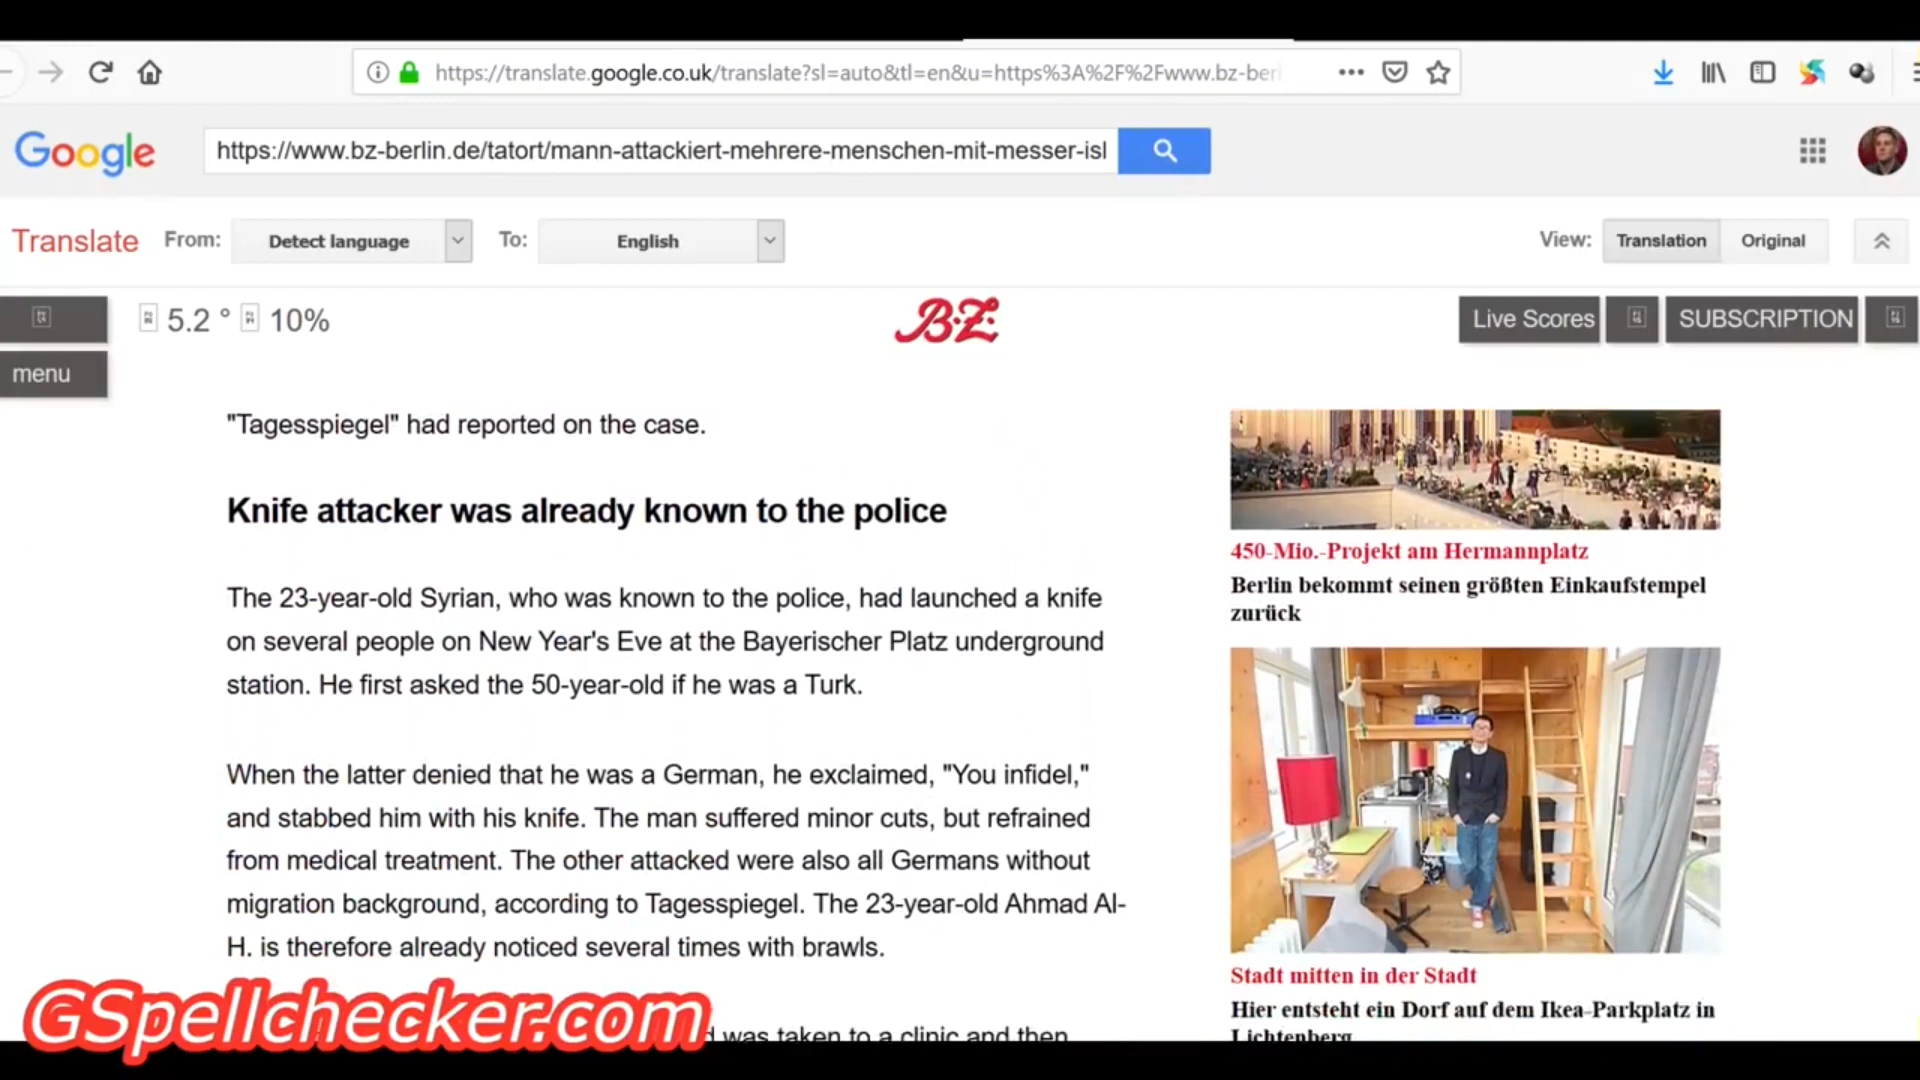 https://translate.google.co.uk/translate?sl=auto&tl=en&u=https%3A%2F%2Fwww.bz-berl
Google
https://www.bz-berlin.de/tatort/mann-attackiert-mehrere-menschen-mit-messer-isl
Translate From: Detect language To: English View: Translation Original
5.2 ° 10% B.Z. Live Scores SUBSCRIPTION
menu
"Tagesspiegel" had reported on the case.
Knife attacker was already known to the police
The 23-year-old Syrian, who was known to the police, had launched a knife
on several people on New Year's Eve at the Bayerischer Platz underground
station. He first asked the 50-year-old if he was a Turk.
When the latter denied that he was a German, he exclaimed, "You infidel,"
and stabbed him with his knife. The man suffered minor cuts, but refrained
from medical treatment. The other attacked were also all Germans without
migration background, according to Tagesspiegel. The 23-year-old Ahmad Al-
H. is therefore already noticed several times with brawls.
was taken to a clinic and then
450-Mio.-Projekt am Hermannplatz
Berlin bekommt seinen größten Einkaufstempel
zurück
Stadt mitten in der Stadt
Hier entsteht ein Dorf auf dem Ikea-Parkplatz in
Lichtenberg
GSpellchecker.com